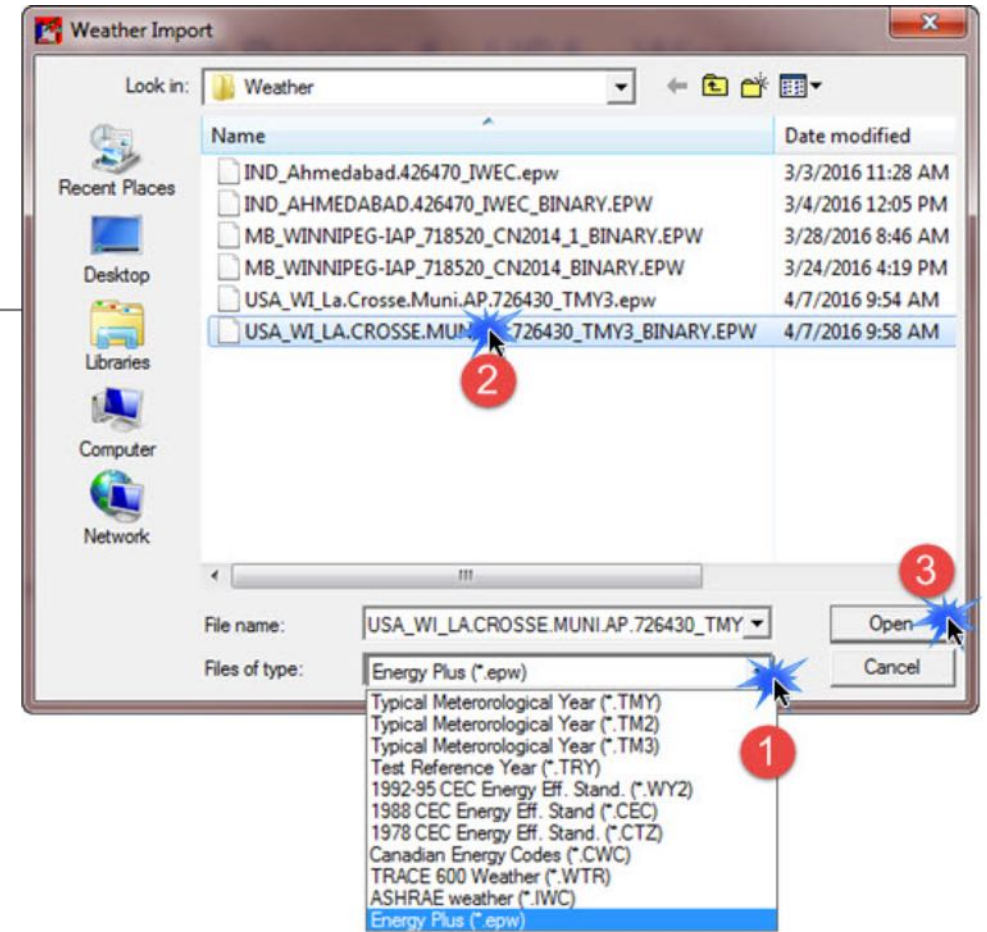 Weather Import
Look in: Weather
Name Date modified
IND_Ahmedabad.426470_IWEC.epw 3/3/2016 11:28 AM
IND_AHMEDABAD.426470_IWEC_BINARY.EPW 3/4/2016 12:05 PM
MB_WINNIPEG-IAP_718520_CN2014_1_BINARY.EPW 3/28/2016 8:46 AM
MB_WINNIPEG-IAP_718520_CN2014_BINARY.EPW 3/24/2016 4:19 PM
USA_WI_La.Crosse.Muni.AP.726430_TMY3.epw 4/7/2016 9:54 AM
USA_WI_LA.CROSSE.MUN 726430_TMY3_BINARY.EPW 4/7/2016 9:58 AM
Recent Places
Desktop
Libraries
Computer
Network
2
3
File name: USA_WI_LA.CROSSE.MUNI.AP.726430_TMY Open
Files of type: Energy Plus (*.epw) Cancel
1
Typical Meterorological Year (*.TMY)
Typical Meterorological Year (*.TM2)
Typical Meterorological Year (*.TM3)
Test Reference Year (*.TRY)
1992-95 CEC Energy Eff. Stand. (*.WY2)
1988 CEC Energy Eff. Stand (*.CEC)
1978 CEC Energy Eff. Stand. (*.CTZ)
Canadian Energy Codes (*.CWC)
TRACE 600 Weather (*.WTR)
ASHRAE weather (*.IWC)
Energy Plus (*.epw)